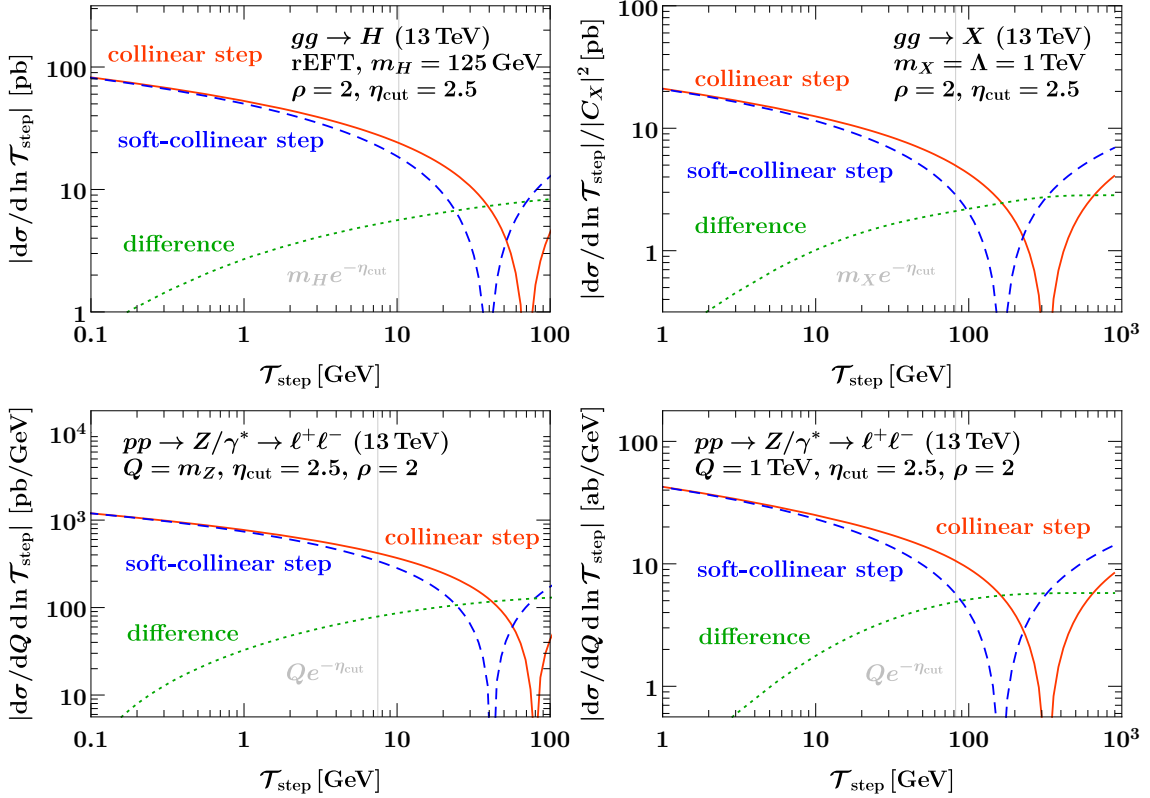 |dσ/d ln 𝒯_step| [pb]
100
10
1
gg → H (13 TeV)
rEFT, m_H = 125 GeV
ρ = 2, η_cut = 2.5
collinear step
soft-collinear step
difference
m_H e^{−η_cut}
0.1 1 10 100
𝒯_step [GeV]
|dσ/d ln 𝒯_step|/|C_X|² [pb]
100
10
1
gg → X (13 TeV)
m_X = Λ = 1 TeV
ρ = 2, η_cut = 2.5
collinear step
soft-collinear step
difference
m_X e^{−η_cut}
1 10 100 10³
𝒯_step [GeV]
|dσ/dQ d ln 𝒯_step| [pb/GeV]
10⁴
10³
100
10
pp → Z/γ* → ℓ⁺ℓ⁻ (13 TeV)
Q = m_Z, η_cut = 2.5, ρ = 2
collinear step
soft-collinear step
difference
Qe^{−η_cut}
0.1 1 10 100
𝒯_step [GeV]
|dσ/dQ d ln 𝒯_step| [ab/GeV]
100
10
1
pp → Z/γ* → ℓ⁺ℓ⁻ (13 TeV)
Q = 1 TeV, η_cut = 2.5, ρ = 2
collinear step
soft-collinear step
difference
Qe^{−η_cut}
1 10 100 10³
𝒯_step [GeV]